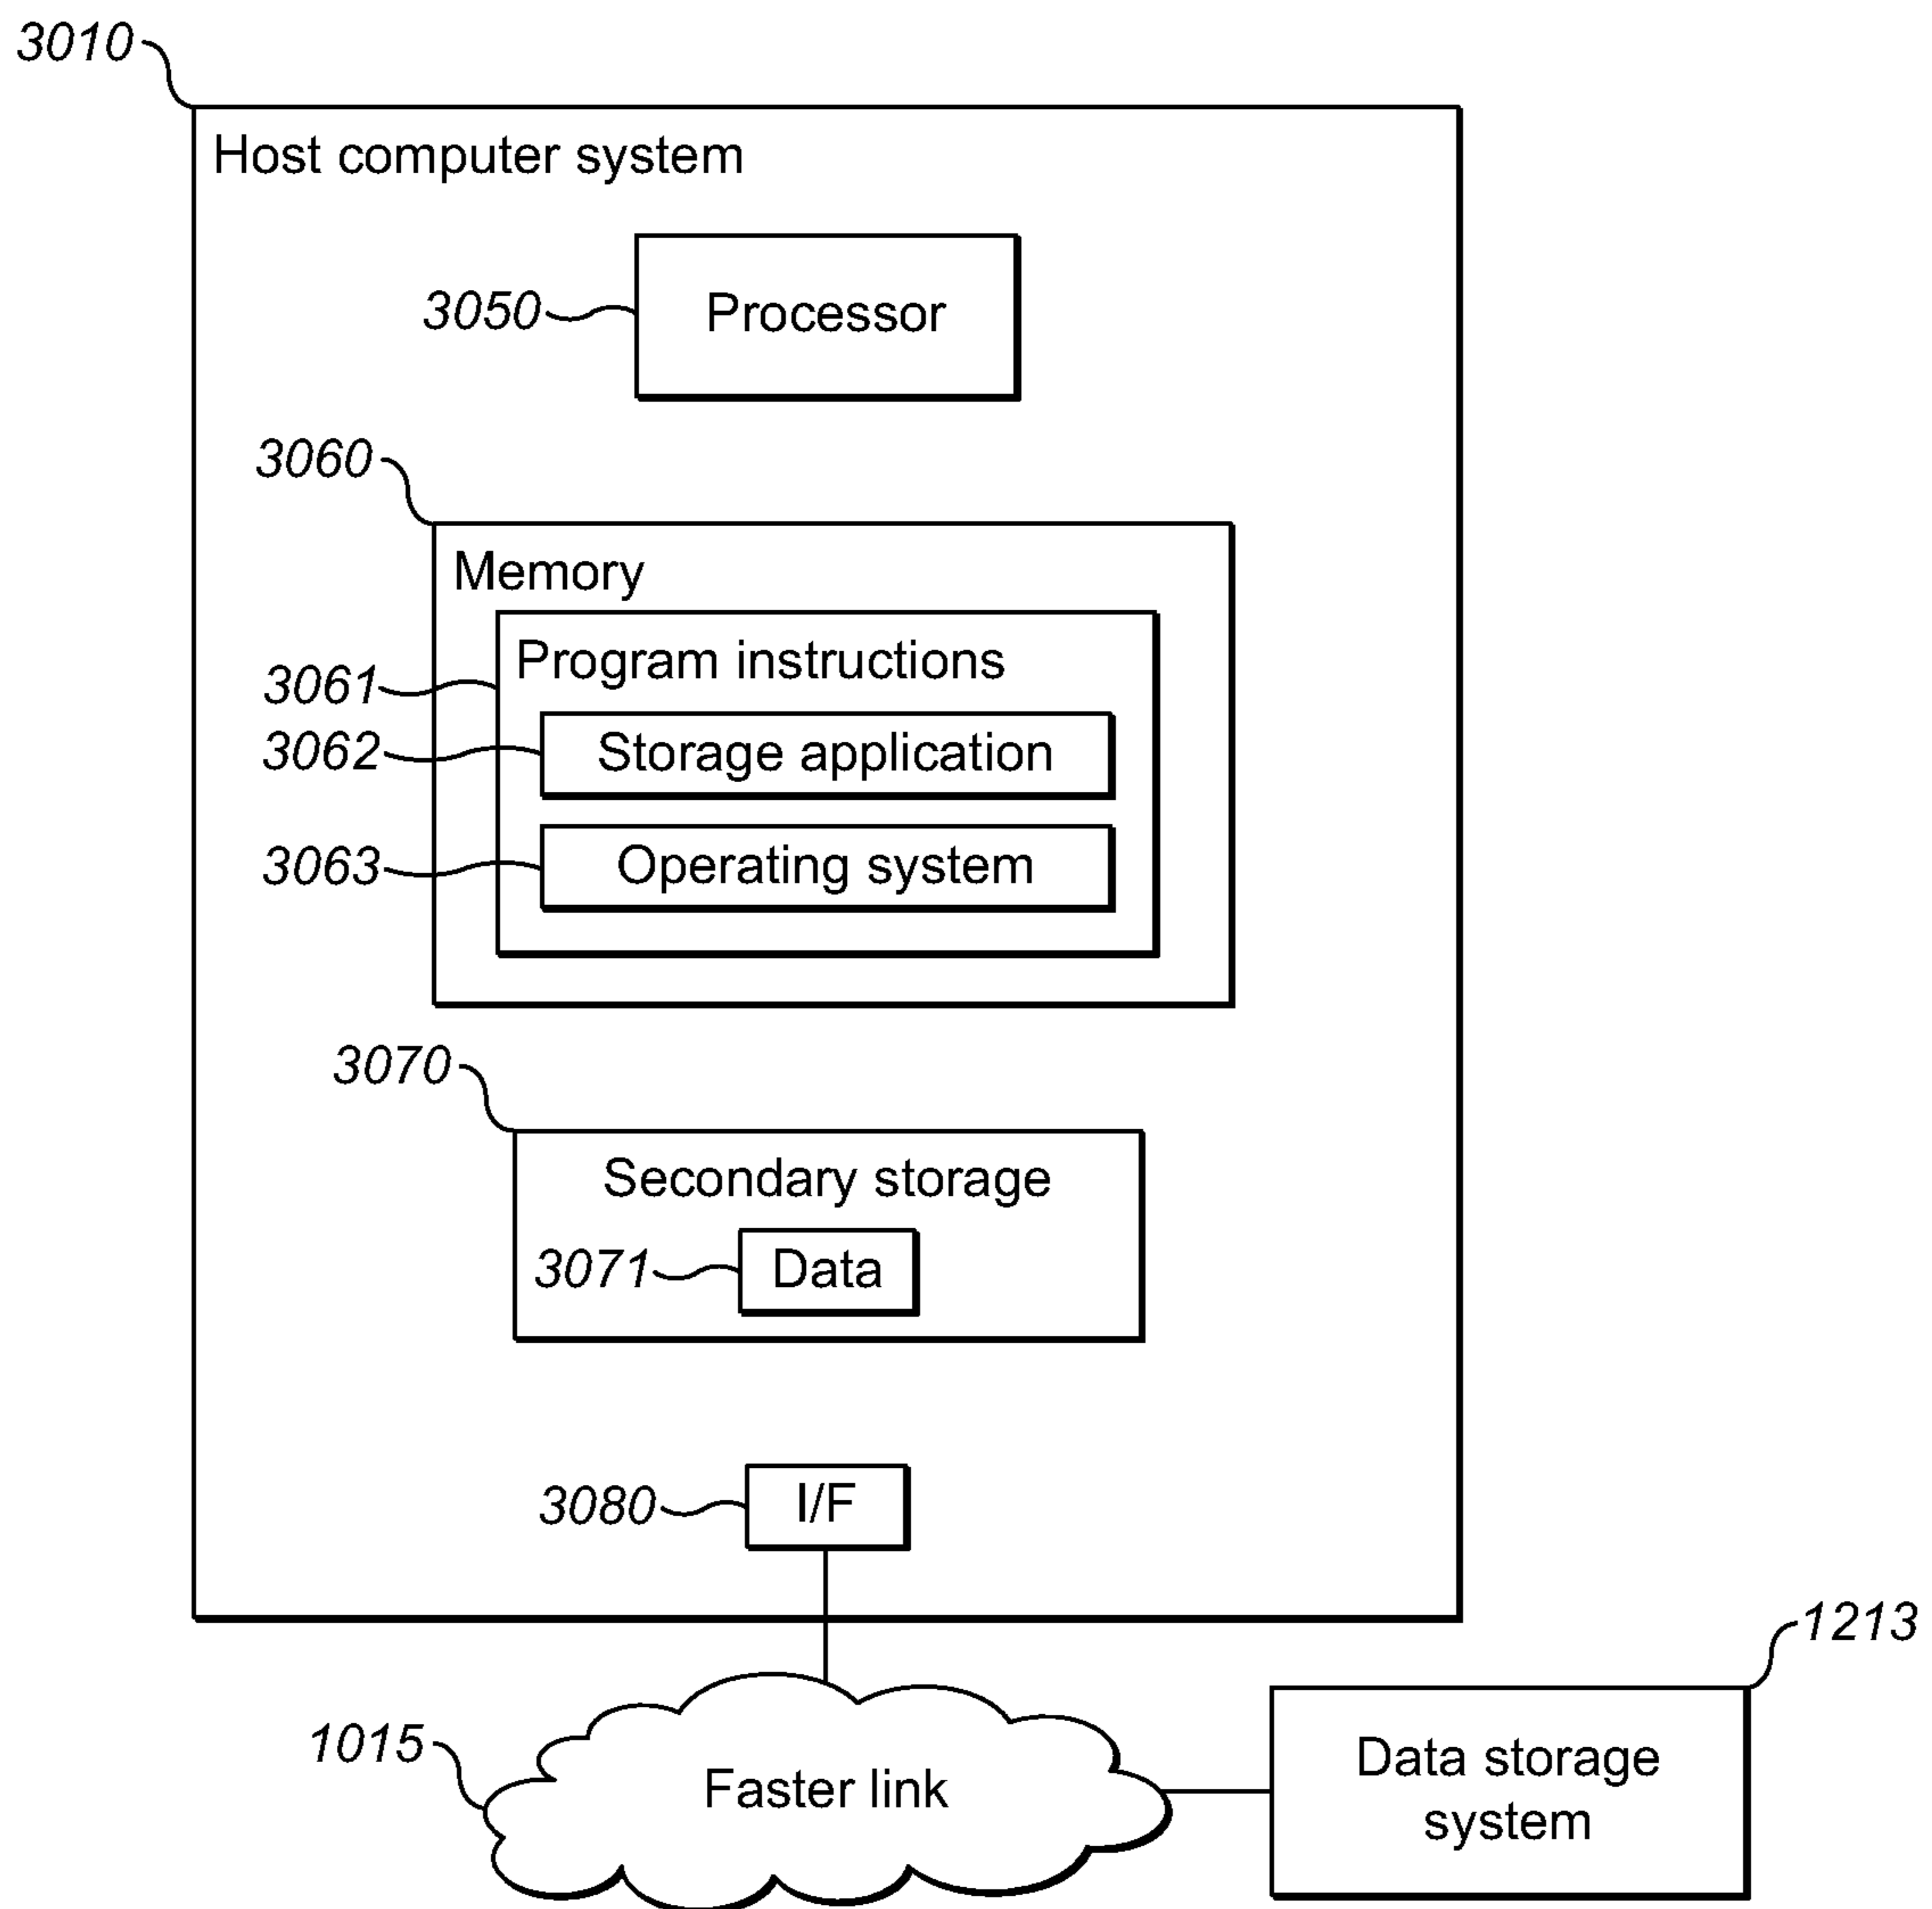 3010
Host computer system
3050
Processor
3060
Memory
Program instructions
3061
3062
Storage application
3063
Operating system
3070
Secondary storage
3071
Data
3080
I/F
1213
1015
Faster link
Data storage
system